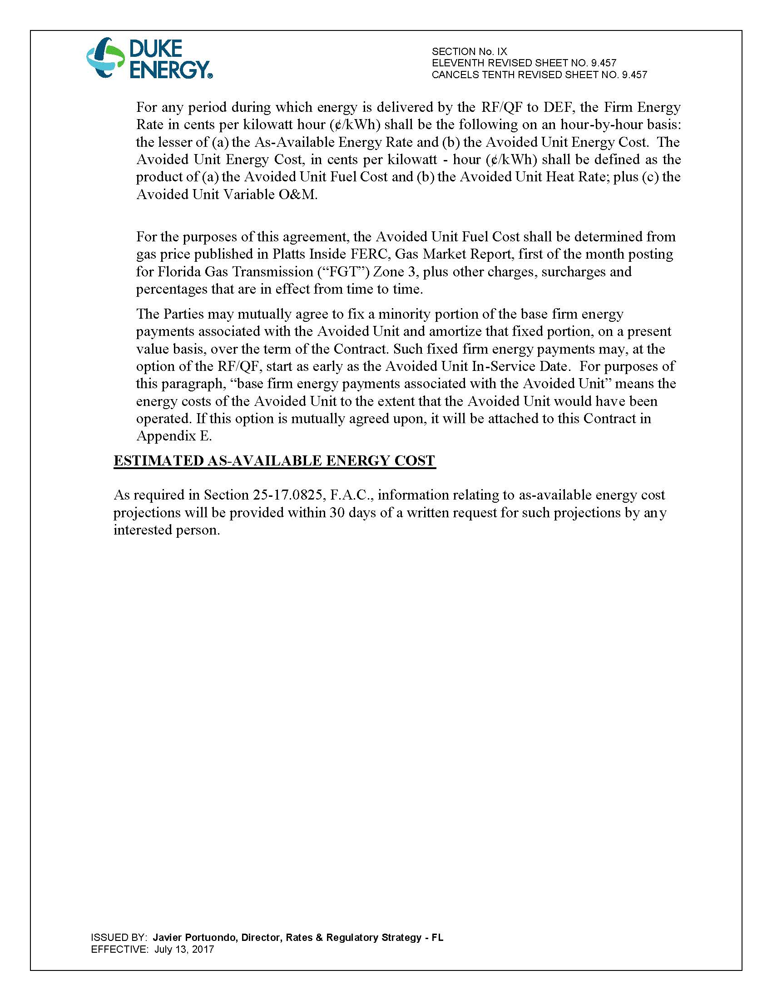 DUKE
ENERGY®
SECTION No. IX
ELEVENTH REVISED SHEET NO. 9.457
CANCELS TENTH REVISED SHEET NO. 9.457
For any period during which energy is delivered by the RF/QF to DEF, the Firm Energy
Rate in cents per kilowatt hour (¢/kWh) shall be the following on an hour-by-hour basis:
the lesser of (a) the As-Available Energy Rate and (b) the Avoided Unit Energy Cost. The
Avoided Unit Energy Cost, in cents per kilowatt - hour (¢/kWh) shall be defined as the
product of (a) the Avoided Unit Fuel Cost and (b) the Avoided Unit Heat Rate; plus (c) the
Avoided Unit Variable O&M.
For the purposes of this agreement, the Avoided Unit Fuel Cost shall be determined from
gas price published in Platts Inside FERC, Gas Market Report, first of the month posting
for Florida Gas Transmission (“FGT”) Zone 3, plus other charges, surcharges and
percentages that are in effect from time to time.
The Parties may mutually agree to fix a minority portion of the base firm energy
payments associated with the Avoided Unit and amortize that fixed portion, on a present
value basis, over the term of the Contract. Such fixed firm energy payments may, at the
option of the RF/QF, start as early as the Avoided Unit In-Service Date. For purposes of
this paragraph, “base firm energy payments associated with the Avoided Unit” means the
energy costs of the Avoided Unit to the extent that the Avoided Unit would have been
operated. If this option is mutually agreed upon, it will be attached to this Contract in
Appendix E.
ESTIMATED AS-AVAILABLE ENERGY COST
As required in Section 25-17.0825, F.A.C., information relating to as-available energy cost
projections will be provided within 30 days of a written request for such projections by any
interested person.
ISSUED BY: Javier Portuondo, Director, Rates & Regulatory Strategy - FL
EFFECTIVE: July 13, 2017